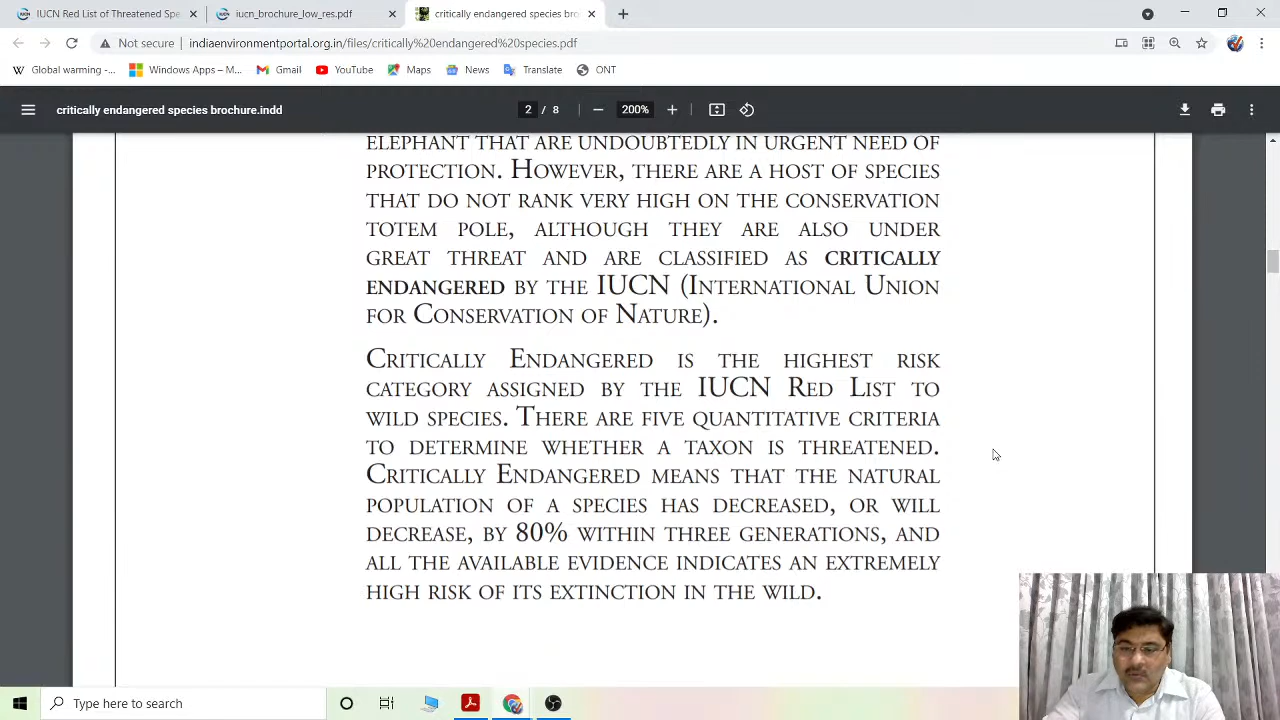 IUCN Red List of Threatened Spe
iucn_brochure_low_res.pdf
critically endangered species bro
Not secure
indiaenvironmentportal.org.in/files/critically%20endangered%20species.pdf
Global warming -...
Windows Apps – M...
Gmail
YouTube
Maps
News
Translate
ONT
critically endangered species brochure.indd
2 / 8
200%
ELEPHANT THAT ARE UNDOUBTEDLY IN URGENT NEED OF
PROTECTION. HOWEVER, THERE ARE A HOST OF SPECIES
THAT DO NOT RANK VERY HIGH ON THE CONSERVATION
TOTEM POLE, ALTHOUGH THEY ARE ALSO UNDER
GREAT THREAT AND ARE CLASSIFIED AS CRITICALLY
ENDANGERED BY THE IUCN (INTERNATIONAL UNION
FOR CONSERVATION OF NATURE).
CRITICALLY ENDANGERED IS THE HIGHEST RISK
CATEGORY ASSIGNED BY THE IUCN RED LIST TO
WILD SPECIES. THERE ARE FIVE QUANTITATIVE CRITERIA
TO DETERMINE WHETHER A TAXON IS THREATENED.
CRITICALLY ENDANGERED MEANS THAT THE NATURAL
POPULATION OF A SPECIES HAS DECREASED, OR WILL
DECREASE, BY 80% WITHIN THREE GENERATIONS, AND
ALL THE AVAILABLE EVIDENCE INDICATES AN EXTREMELY
HIGH RISK OF ITS EXTINCTION IN THE WILD.
Type here to search